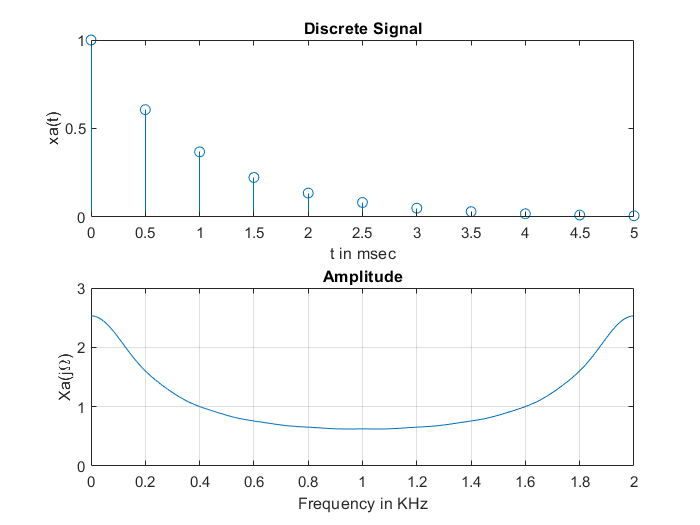 Discrete Signal
xa(t)
1
0.5
0
0 0.5 1 1.5 2 2.5 3 3.5 4 4.5 5
t in msec
Amplitude
Xa(jΩ)
3
2
1
0
0 0.2 0.4 0.6 0.8 1 1.2 1.4 1.6 1.8 2
Frequency in KHz